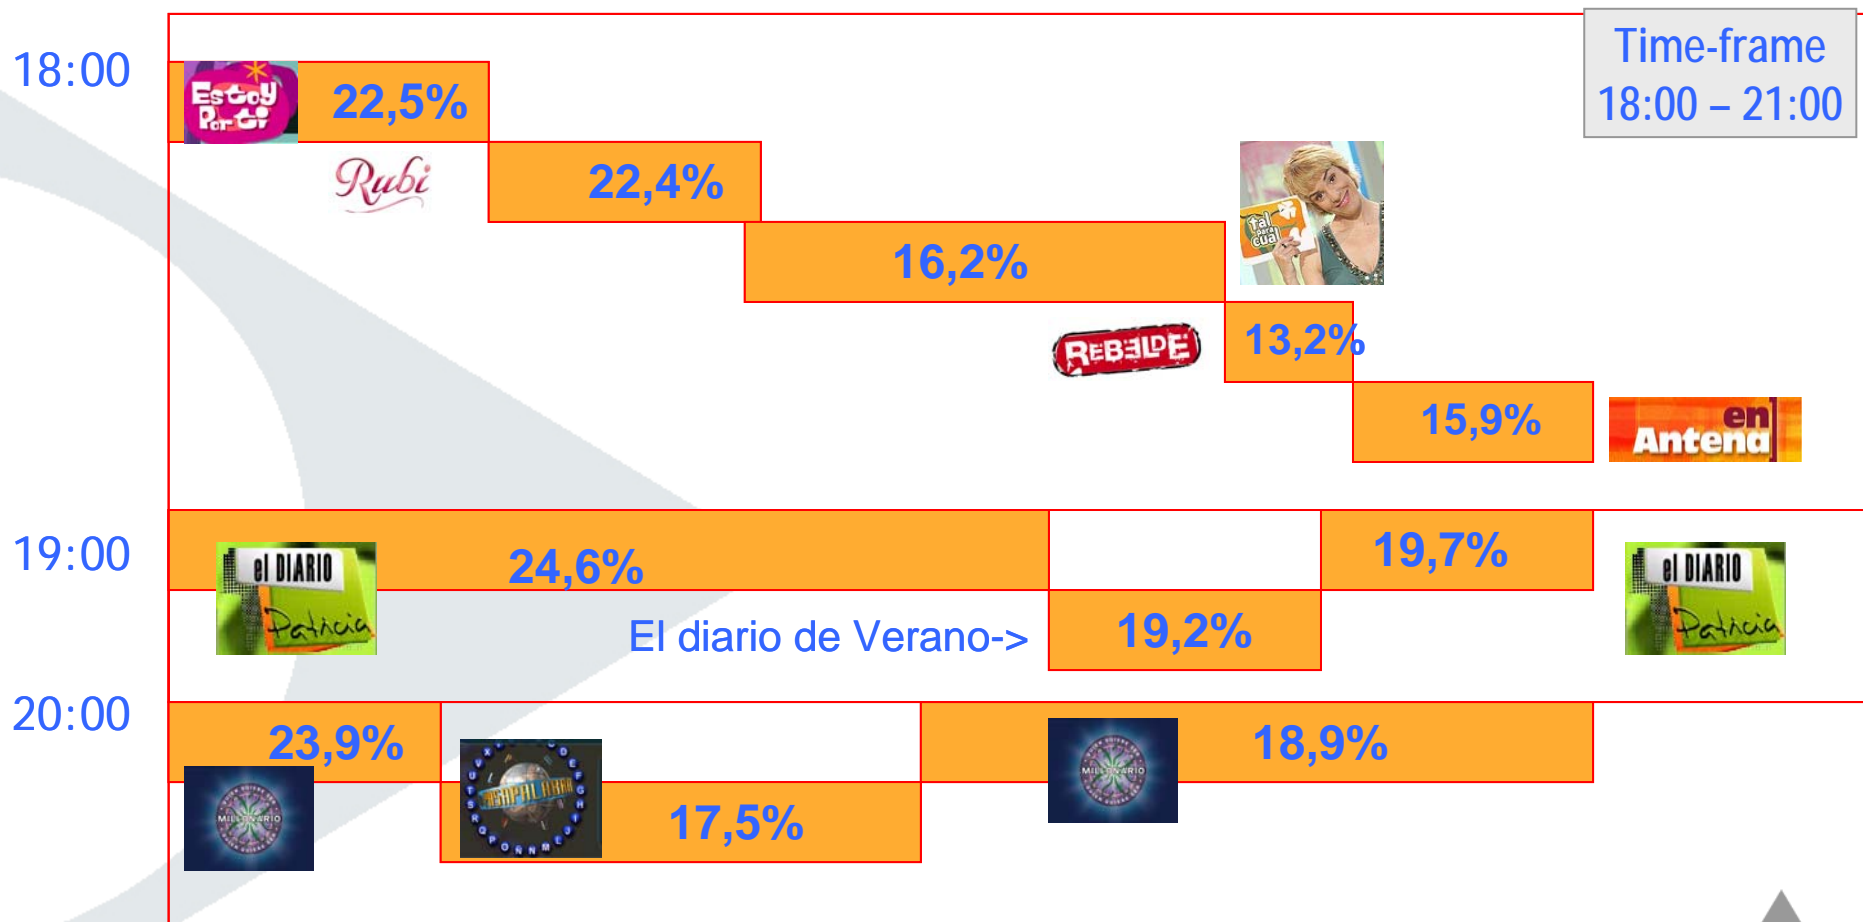 Time-frame
18:00 – 21:00
18:00
Estoy
Por ti
22,5%
Rubi
22,4%
tal
para
cual
16,2%
REBELDE
13,2%
15,9%
en
Antena
19:00
el DIARIO
Patricia
24,6%
19,7%
el DIARIO
Patricia
El diario de Verano->
19,2%
20:00
23,9%
MILLONARIO
PASAPALABRA
17,5%
MILLONARIO
18,9%